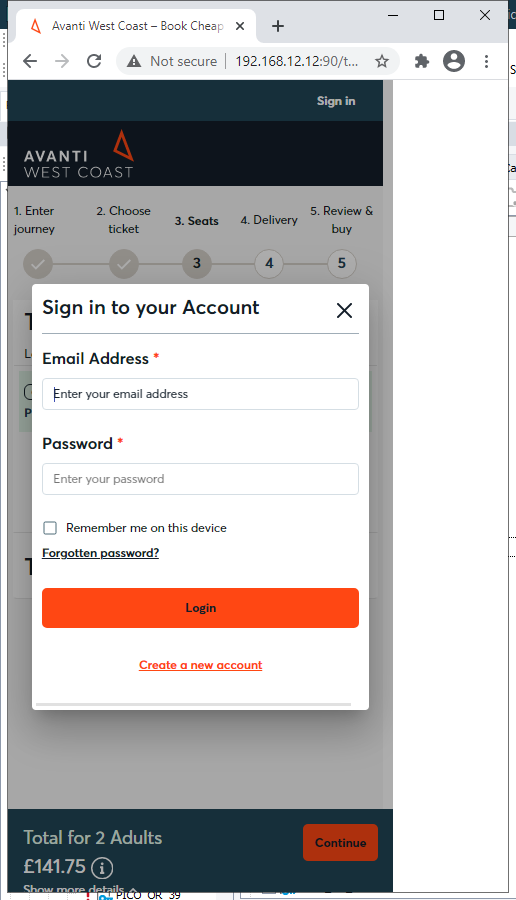 Avanti West Coast – Book Cheap
Not secure
192.168.12.12:90/t...
Sign in
AVANTI
WEST COAST
1. Enter journey
2. Choose ticket
3. Seats
4. Delivery
5. Review & buy
3
4
5
Sign in to your Account
Email Address *
Enter your email address
Password *
Enter your password
Remember me on this device
Forgotten password?
Login
Create a new account
Total for 2 Adults
£141.75
Continue
Show more details
PICO_OR_39